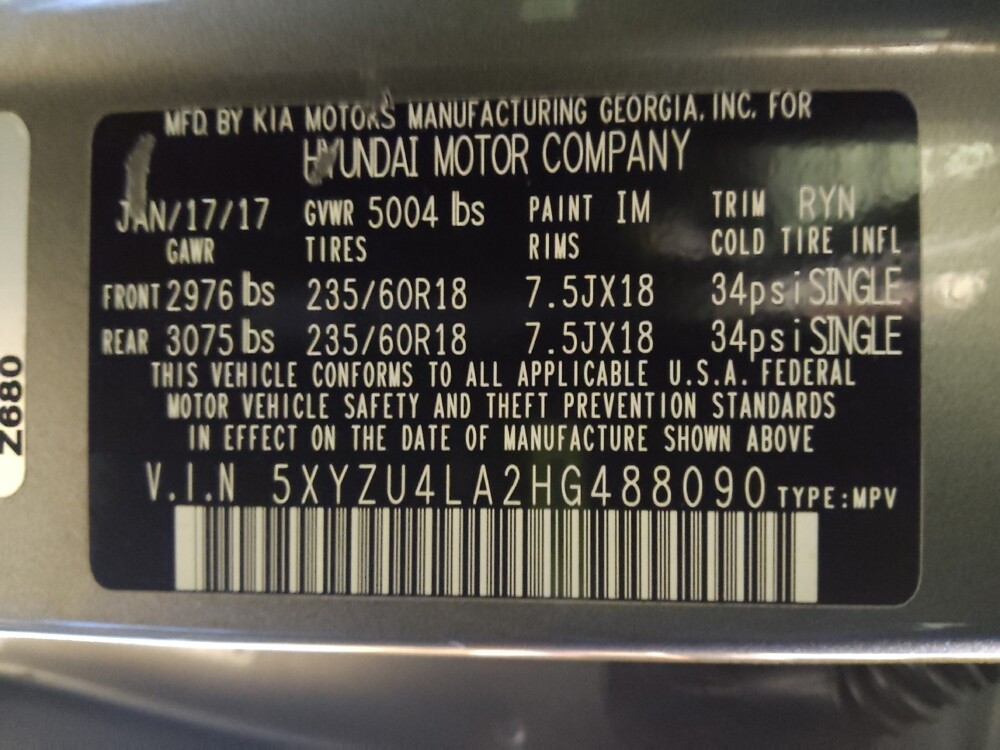 MFD. BY KIA MOTORS MANUFACTURING GEORGIA, INC. FOR
HYUNDAI MOTOR COMPANY
JAN/17/17 GVWR 5004 lbs PAINT IM TRIM RYN
GAWR TIRES RIMS COLD TIRE INFL
FRONT 2976 lbs 235/60R18 7.5JX18 34psi SINGLE
REAR 3075 lbs 235/60R18 7.5JX18 34psi SINGLE
THIS VEHICLE CONFORMS TO ALL APPLICABLE U.S.A. FEDERAL
MOTOR VEHICLE SAFETY AND THEFT PREVENTION STANDARDS
IN EFFECT ON THE DATE OF MANUFACTURE SHOWN ABOVE
V.I.N 5XYZU4LA2HG488090 TYPE:MPV
Z680